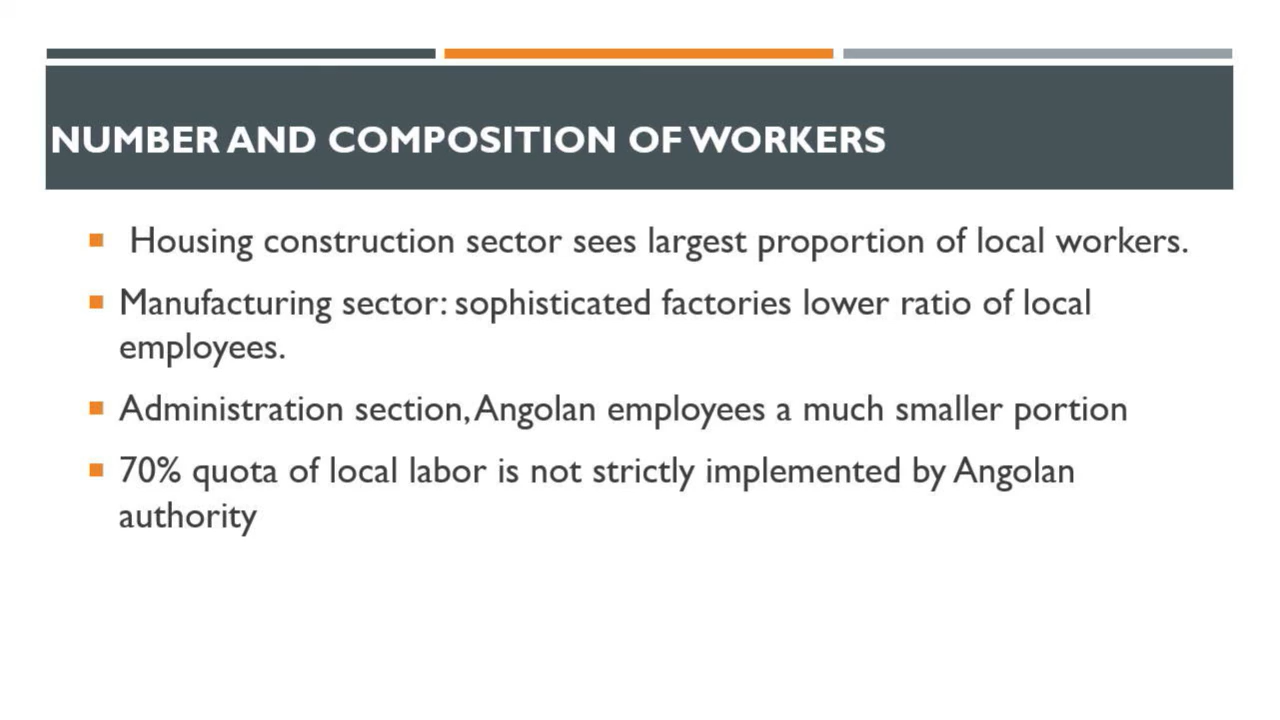 NUMBER AND COMPOSITION OF WORKERS
Housing construction sector sees largest proportion of local workers.
Manufacturing sector: sophisticated factories lower ratio of local
employees.
Administration section, Angolan employees a much smaller portion
70% quota of local labor is not strictly implemented by Angolan
authority